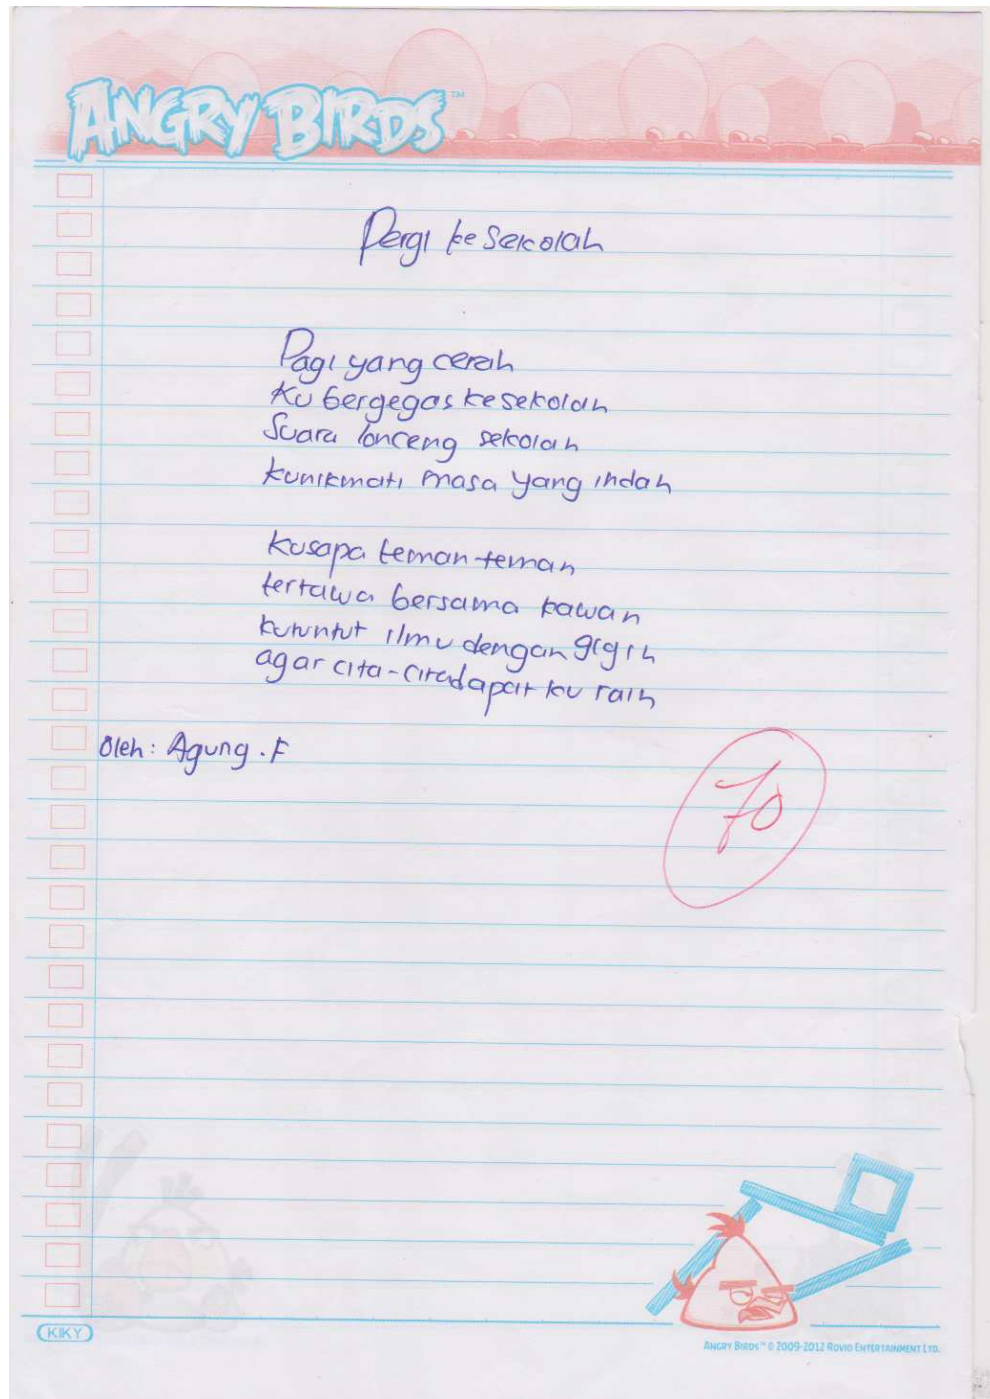 ANGRY BIRDS™
Pergi ke Sekolah
Pagi yang cerah
Ku bergegas ke sekolah
Suara lonceng sekolah
kunikmati masa yang indah
kusapa teman-teman
tertawa bersama kawan
kutuntut ilmu dengan gigih
agar cita-cita dapat ku raih
Oleh: Agung . F
70
KIKY
ANGRY BIRDS™ © 2009-2012 ROVIO ENTERTAINMENT LTD.